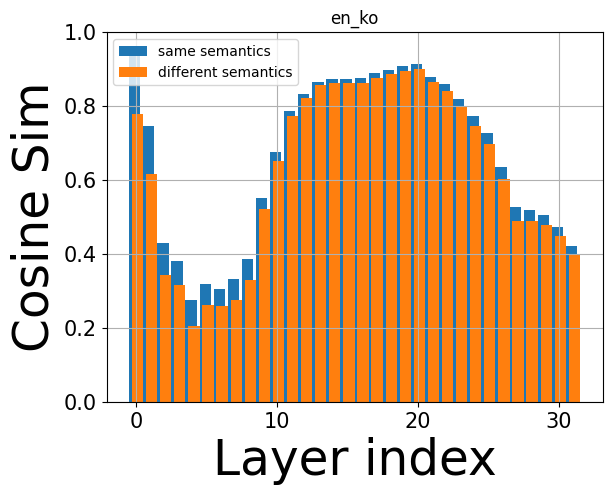 en_ko
same semantics
different semantics
Cosine Sim
1.0
0.8
0.6
0.4
0.2
0.0
0 10 20 30
Layer index